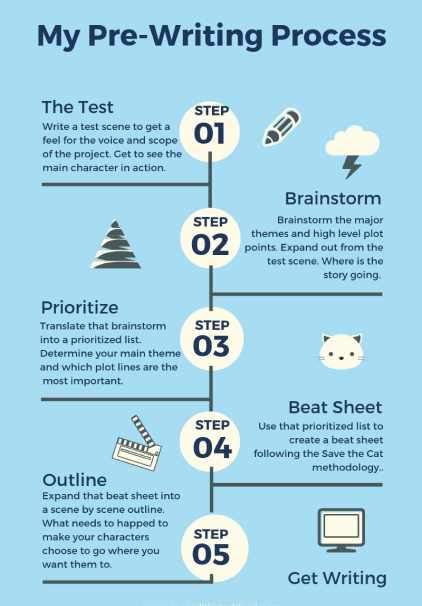 My Pre-Writing Process
The Test
Write a test scene to get a
feel for the voice and scope
of the project. Get to see the
main character in action.
STEP
01
Brainstorm
Brainstorm the major
themes and high level plot
points. Expand out from the
test scene. Where is the
story going.
STEP
02
Prioritize
Translate that brainstorm
into a prioritized list.
Determine your main theme
and which plot lines are the
most important.
STEP
03
Beat Sheet
Use that prioritized list to
create a beat sheet
following the Save the Cat
methodology..
STEP
04
Outline
Expand that beat sheet into
a scene by scene outline.
What needs to happed to
make your characters
choose to go where you
want them to.
STEP
05
Get Writing